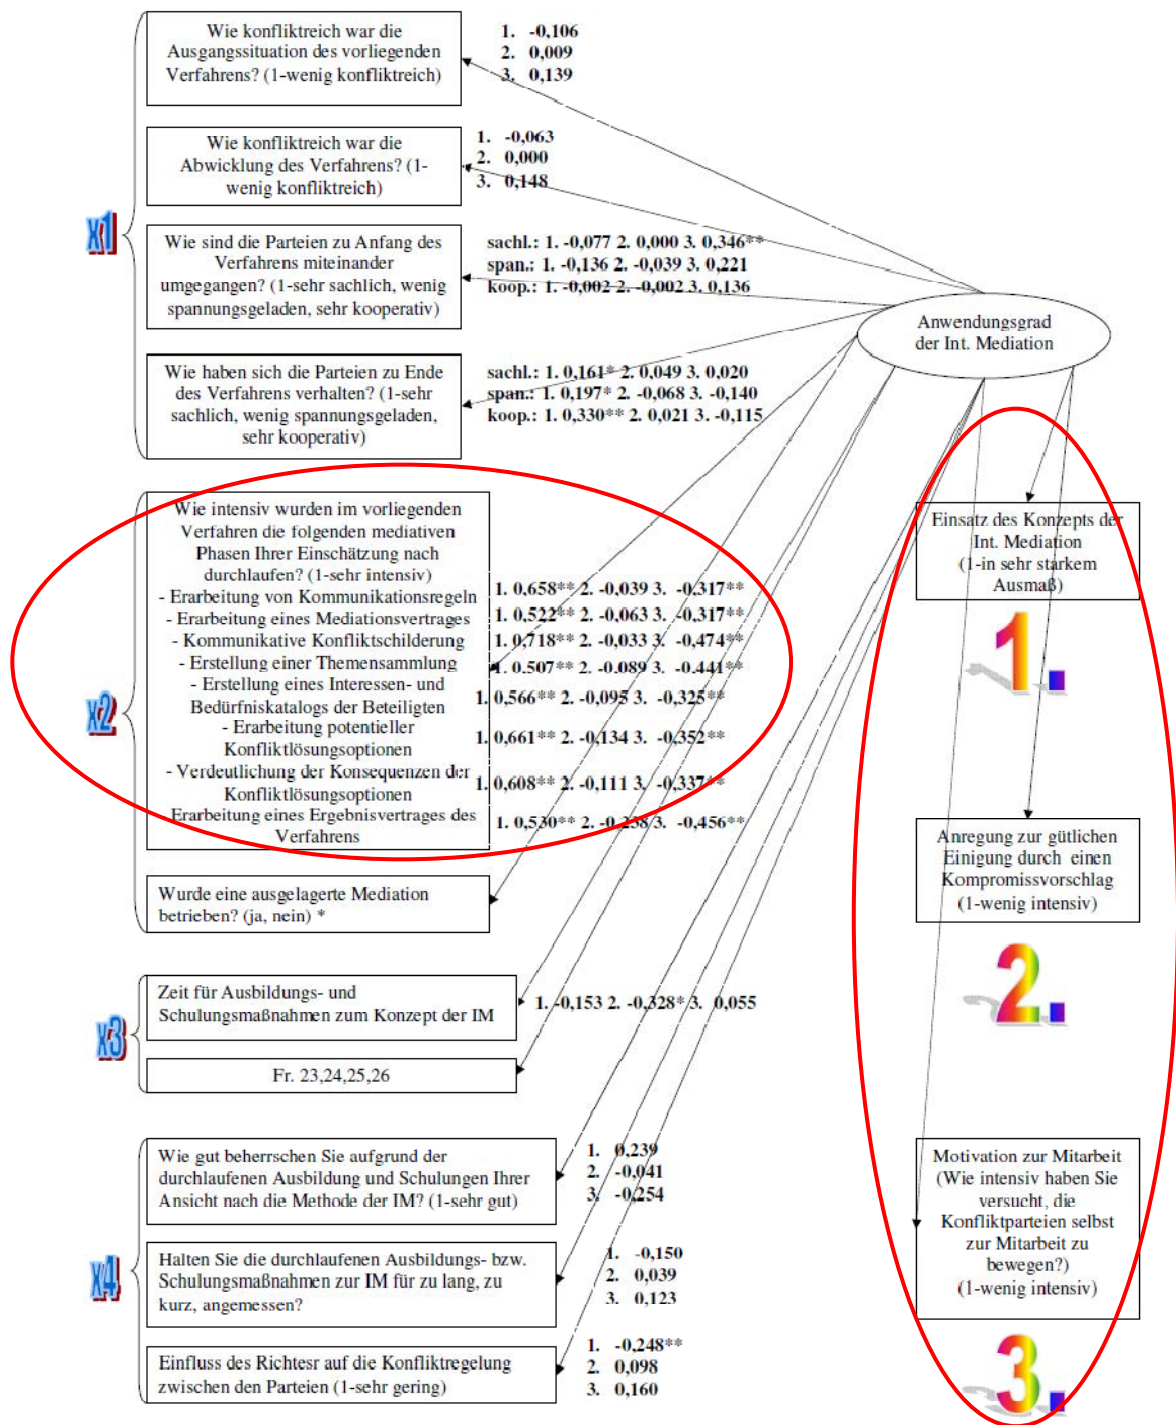 Wie konfliktreich war die
Ausgangssituation des vorliegenden
Verfahrens? (1-wenig konfliktreich)
1. -0,106
2. 0,009
3. 0,139
Wie konfliktreich war die
Abwicklung des Verfahrens? (1-
wenig konfliktreich)
1. -0,063
2. 0,000
3. 0,148
x1
Wie sind die Parteien zu Anfang des
Verfahrens miteinander
umgegangen? (1-sehr sachlich, wenig
spannungsgeladen, sehr kooperativ)
sachl.: 1. -0,077 2. 0,000 3. 0,346**
span.: 1. -0,136 2. -0,039 3. 0,221
koop.: 1. -0,002 2. -0,002 3. 0,136
Anwendungsgrad
der Int. Mediation
Wie haben sich die Parteien zu Ende
des Verfahrens verhalten? (1-sehr
sachlich, wenig spannungsgeladen,
sehr kooperativ)
sachl.: 1. 0,161* 2. 0,049 3. 0,020
span.: 1. 0,197* 2. -0,068 3. -0,140
koop.: 1. 0,330** 2. 0,021 3. -0,115
x2
Wie intensiv wurden im vorliegenden
Verfahren die folgenden mediativen
Phasen Ihrer Einschätzung nach
durchlaufen? (1-sehr intensiv)
- Erarbeitung von Kommunikationsregeln
- Erarbeitung eines Mediationsvertrages
- Kommunikative Konfliktschilderung
- Erstellung einer Themensammlung
- Erstellung eines Interessen- und
Bedürfniskatalogs der Beteiligten
- Erarbeitung potentieller
Konfliktlösungsoptionen
- Verdeutlichung der Konsequenzen der
Konfliktlösungsoptionen
Erarbeitung eines Ergebnisvertrages des
Verfahrens
1. 0,658** 2. -0,039 3. -0,317**
1. 0,522** 2. -0,063 3. -0,317**
1. 0,718** 2. -0,033 3. -0,474**
1. 0.507** 2. -0.089 3. -0.441**
1. 0,566** 2. -0,095 3. -0,325**
1. 0,661** 2. -0,134 3. -0,352**
1. 0,608** 2. -0,111 3. -0,337**
1. 0,530** 2. -0,238 3. -0,456**
Wurde eine ausgelagerte Mediation
betrieben? (ja, nein) *
Einsatz des Konzepts der
Int. Mediation
(1-in sehr starkem
Ausmaß)
1.
Anregung zur gütlichen
Einigung durch einen
Kompromissvorschlag
(1-wenig intensiv)
2.
x3
Zeit für Ausbildungs- und
Schulungsmaßnahmen zum Konzept der IM
1. -0,153 2. -0,328* 3. 0,055
Fr. 23,24,25,26
x4
Wie gut beherrschen Sie aufgrund der
durchlaufenen Ausbildung und Schulungen Ihrer
Ansicht nach die Methode der IM? (1-sehr gut)
1. 0,239
2. -0,041
3. -0,254
Motivation zur Mitarbeit
(Wie intensiv haben Sie
versucht, die
Konfliktparteien selbst
zur Mitarbeit zu
bewegen?)
(1-wenig intensiv)
3.
Halten Sie die durchlaufenen Ausbildungs- bzw.
Schulungsmaßnahmen zur IM für zu lang, zu
kurz, angemessen?
1. -0,150
2. 0,039
3. 0,123
Einfluss des Richtesr auf die Konfliktregelung
zwischen den Parteien (1-sehr gering)
1. -0,248**
2. 0,098
3. 0,160